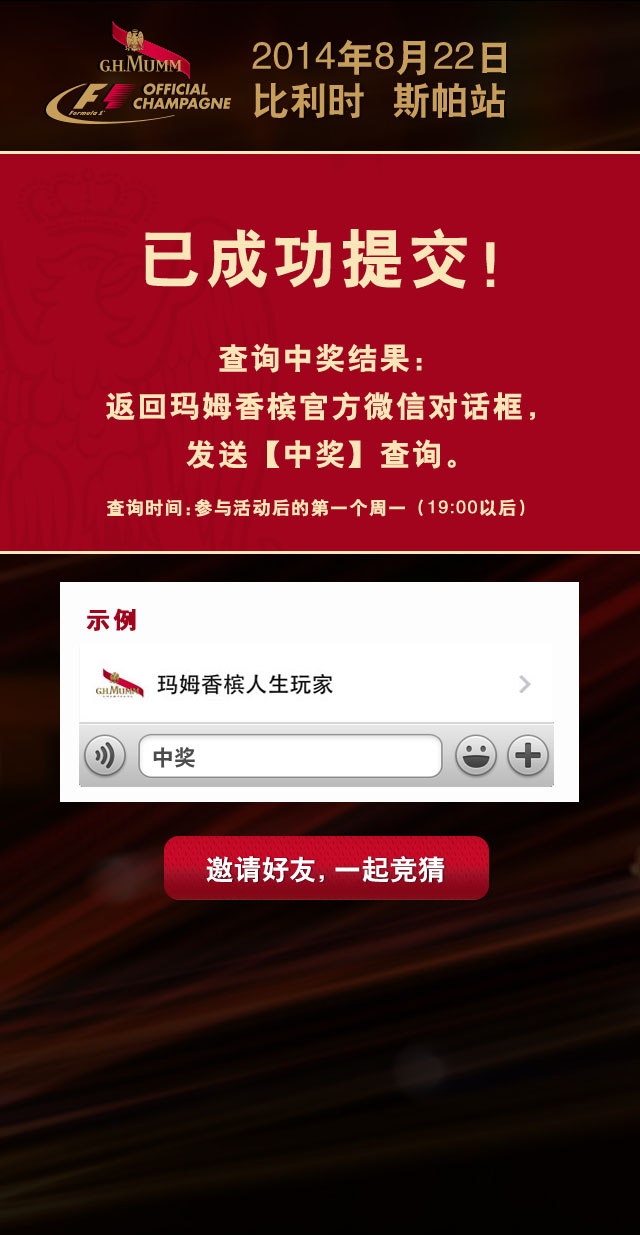 G.H.MUMM
F1 OFFICIAL
CHAMPAGNE
Formula 1
2014年8月22日
比利时 斯帕站
已成功提交！
查询中奖结果：
返回玛姆香槟官方微信对话框，
发送【中奖】查询。
查询时间：参与活动后的第一个周一（19:00以后）
示例
G.H.MUMM
玛姆香槟人生玩家
中奖
邀请好友，一起竞猜